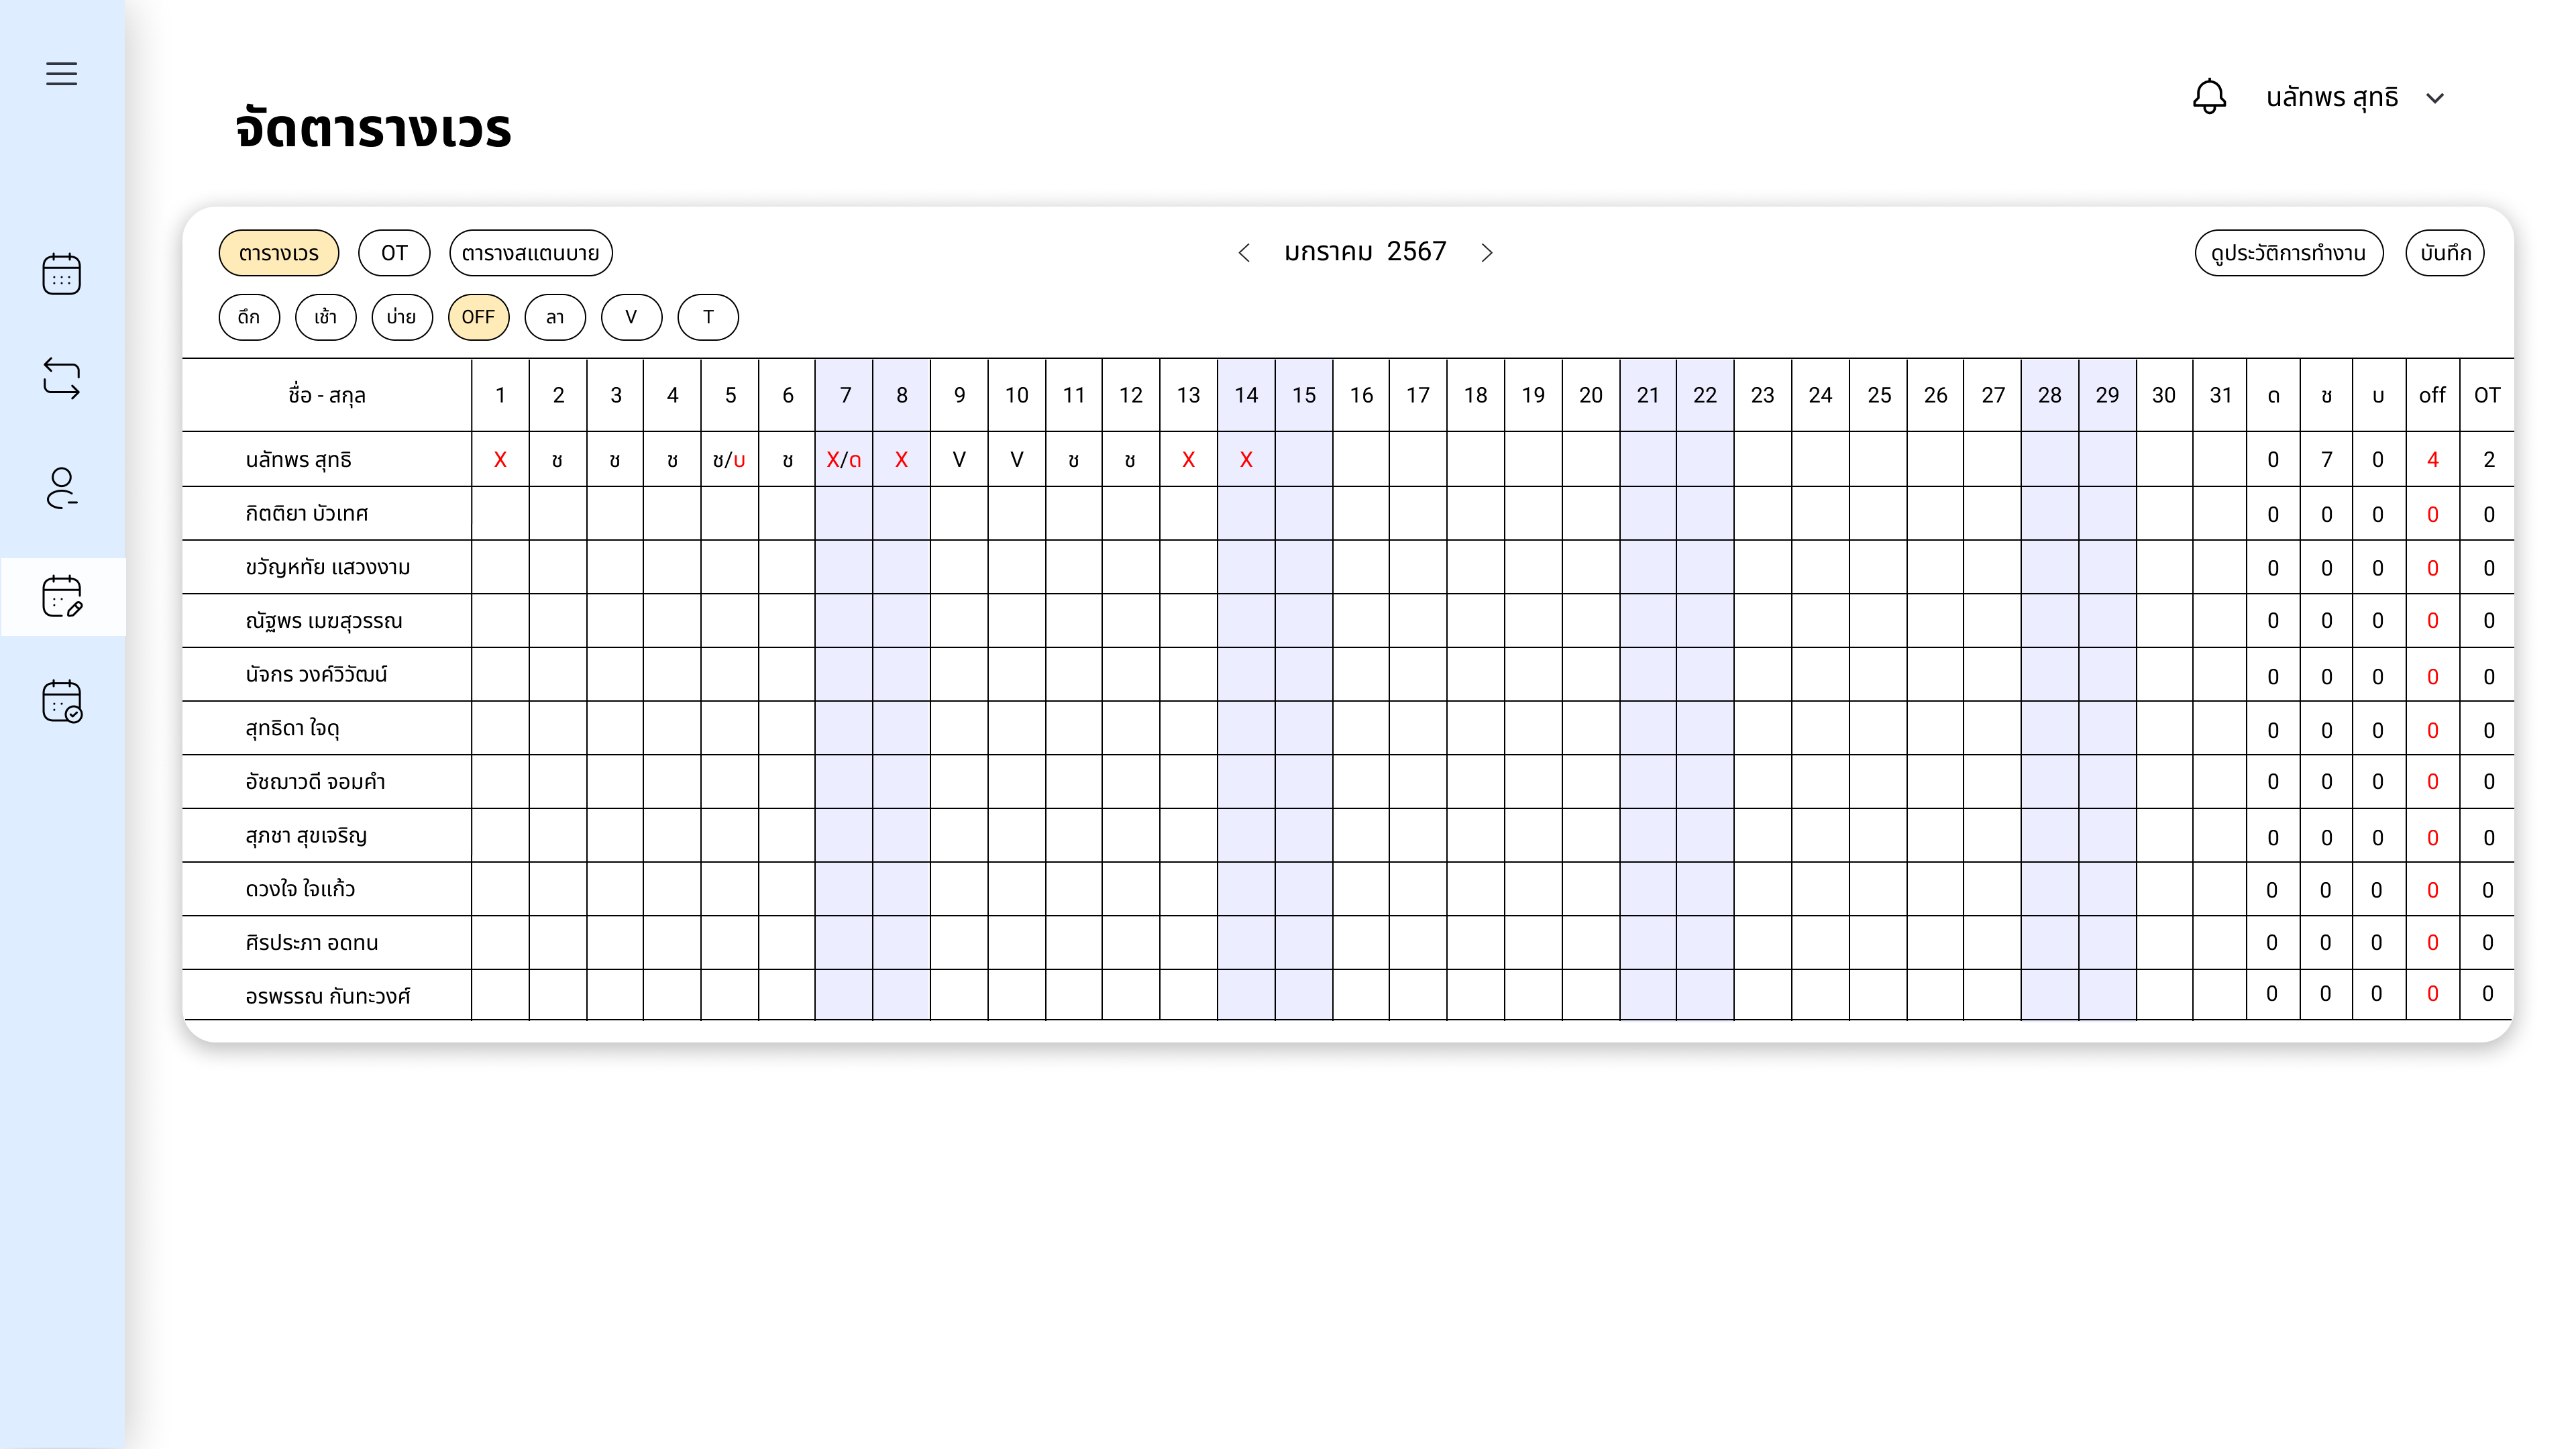 นลัทพร สุทธิ
จัดตารางเวร
ตารางเวร OT ตารางสแตนบาย มกราคม 2567 ดูประวัติการทำงาน บันทึก
ดึก เช้า บ่าย OFF ลา V T
ชื่อ - สกุล 1 2 3 4 5 6 7 8 9 10 11 12 13 14 15 16 17 18 19 20 21 22 23 24 25 26 27 28 29 30 31 ด ช บ off OT
นลัทพร สุทธิ X ช ช ช ช/บ ช X/ด X V V ช ช X X 0 7 0 4 2
กิตติยา บัวเทศ 0 0 0 0 0
ขวัญหทัย แสวงงาม 0 0 0 0 0
ณัฐพร เมฆสุวรรณ 0 0 0 0 0
นัจกร วงค์วิวัฒน์ 0 0 0 0 0
สุทธิดา ใจดุ 0 0 0 0 0
อัชฌาวดี จอมคำ 0 0 0 0 0
สุภชา สุขเจริญ 0 0 0 0 0
ดวงใจ ใจแก้ว 0 0 0 0 0
ศิรประภา อดทน 0 0 0 0 0
อรพรรณ กันทะวงศ์ 0 0 0 0 0